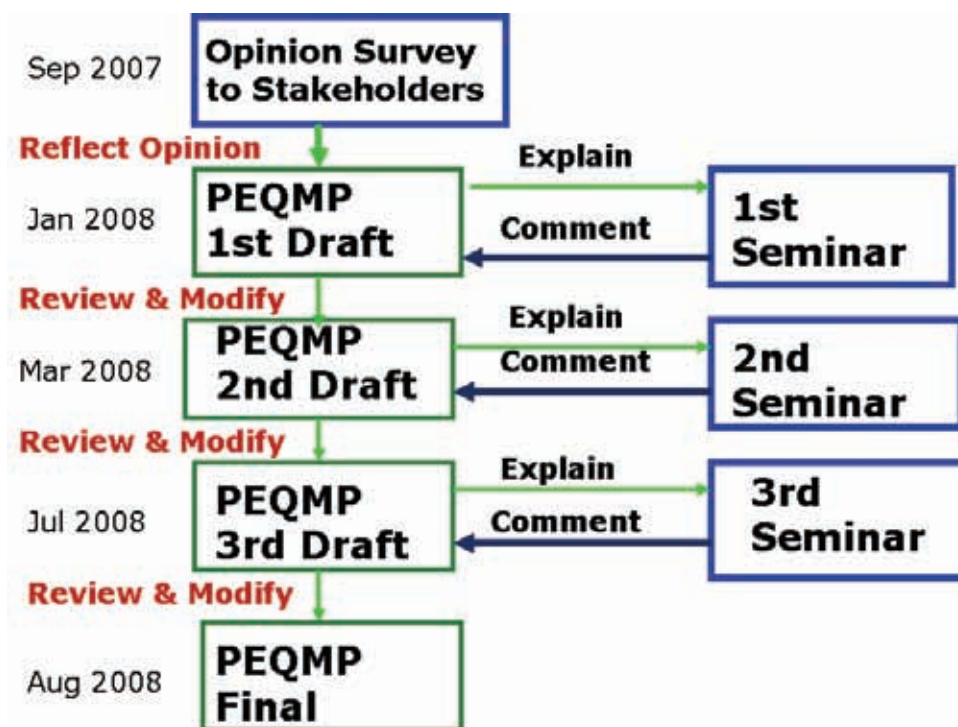 Sep 2007
Opinion Survey
to Stakeholders
Reflect Opinion
Jan 2008
PEQMP
1st Draft
Explain
Comment
1st
Seminar
Review & Modify
Mar 2008
PEQMP
2nd Draft
Explain
Comment
2nd
Seminar
Review & Modify
Jul 2008
PEQMP
3rd Draft
Explain
Comment
3rd
Seminar
Review & Modify
Aug 2008
PEQMP
Final